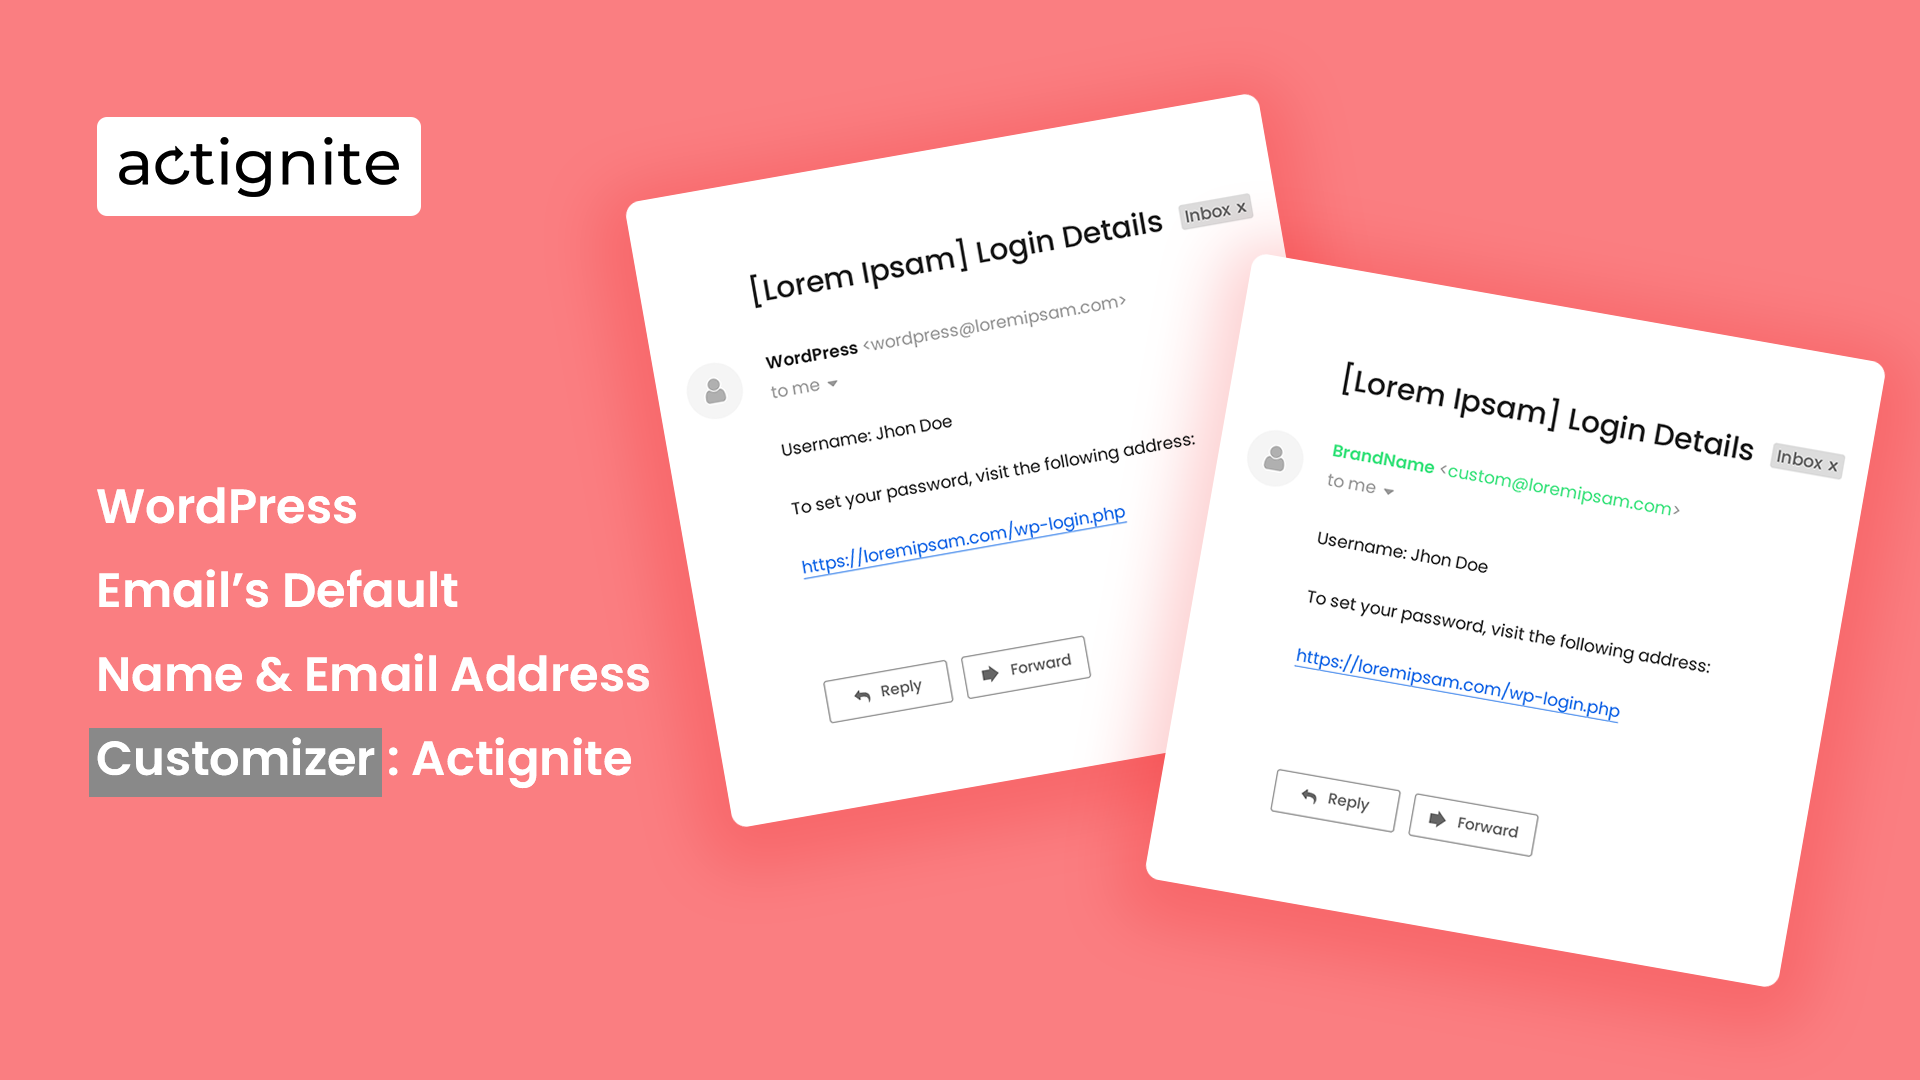 actignite
WordPress
Email’s Default
Name & Email Address
Customizer : Actignite
[Lorem Ipsam] Login Details Inbox x
WordPress <wordpress@loremipsam.com>
to me
Username: Jhon Doe
To set your password, visit the following address:
https://loremipsam.com/wp-login.php
Reply Forward
[Lorem Ipsam] Login Details Inbox x
BrandName <custom@loremipsam.com>
to me
Username: Jhon Doe
To set your password, visit the following address:
https://loremipsam.com/wp-login.php
Reply Forward